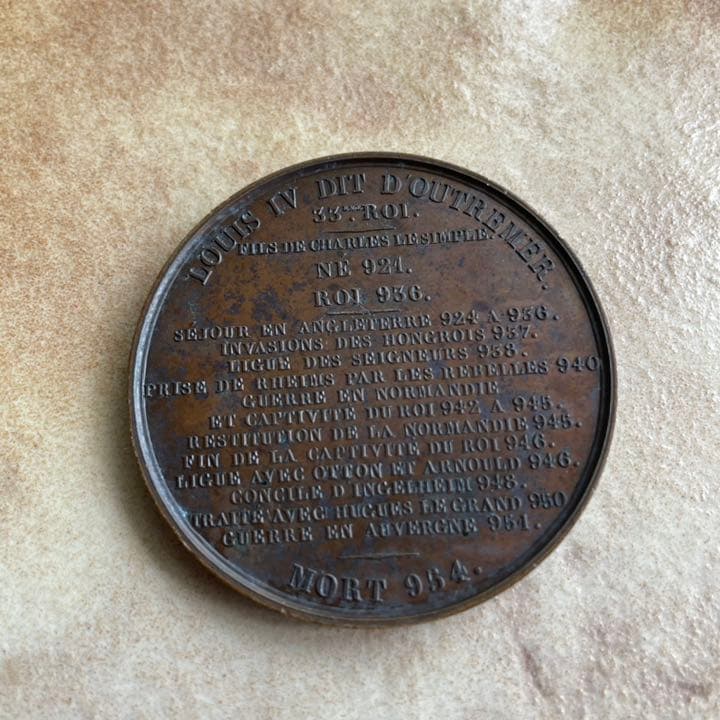 LOUIS IV DIT D'OUTREMER.
33ME. ROI.
FILS DE CHARLES LE SIMPLE.
NÉ 921.
ROI 936.
SÉJOUR EN ANGLETERRE 924 A 936.
INVASIONS DES HONGROIS 937.
LIGUE DES SEIGNEURS 938.
PRISE DE RHEIMS PAR LES REBELLES 940
GUERRE EN NORMANDIE
ET CAPTIVITÉ DU ROI 942 A 945.
RESTITUTION DE LA NORMANDIE 945.
FIN DE LA CAPTIVITÉ DU ROI 946.
LIGUE AVEC OTTON ET ARNOULD 946.
CONCILE D'INGELHEIM 948.
TRAITÉ AVEC HUGUES LE GRAND 950
GUERRE EN AUVERGNE 951.
MORT 954.